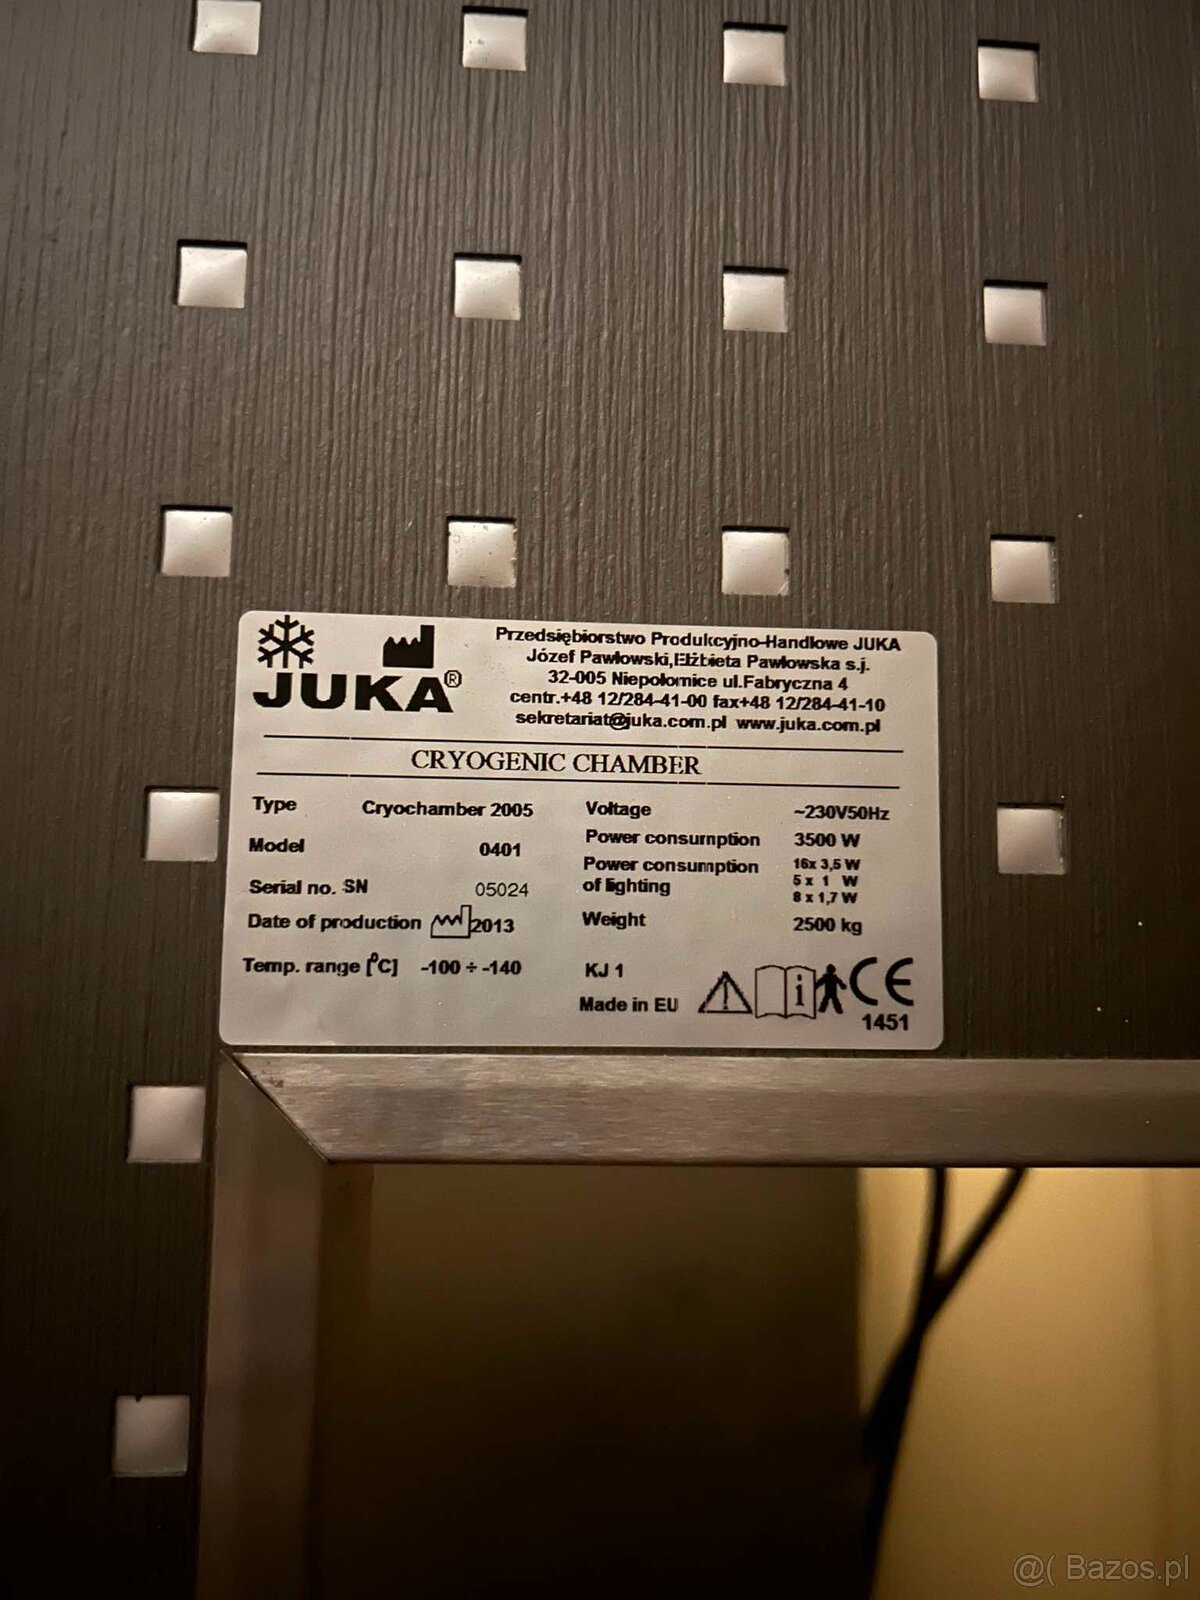 JUKA®
Przedsiębiorstwo Produkcyjno-Handlowe JUKA
Józef Pawłowski,Elżbieta Pawłowska s.j.
32-005 Niepołomice ul.Fabryczna 4
centr.+48 12/284-41-00 fax+48 12/284-41-10
sekretariat@juka.com.pl www.juka.com.pl
CRYOGENIC CHAMBER
Type Cryochamber 2005
Model 0401
Serial no. SN 05024
Date of production 2013
Temp. range [°C] -100 ÷ -140
Voltage ~230V50Hz
Power consumption 3500 W
Power consumption 16x 3,5 W
of lighting 5 x 1 W
8 x 1,7 W
Weight 2500 kg
KJ 1
Made in EU
i CE
1451
@( Bazos.pl